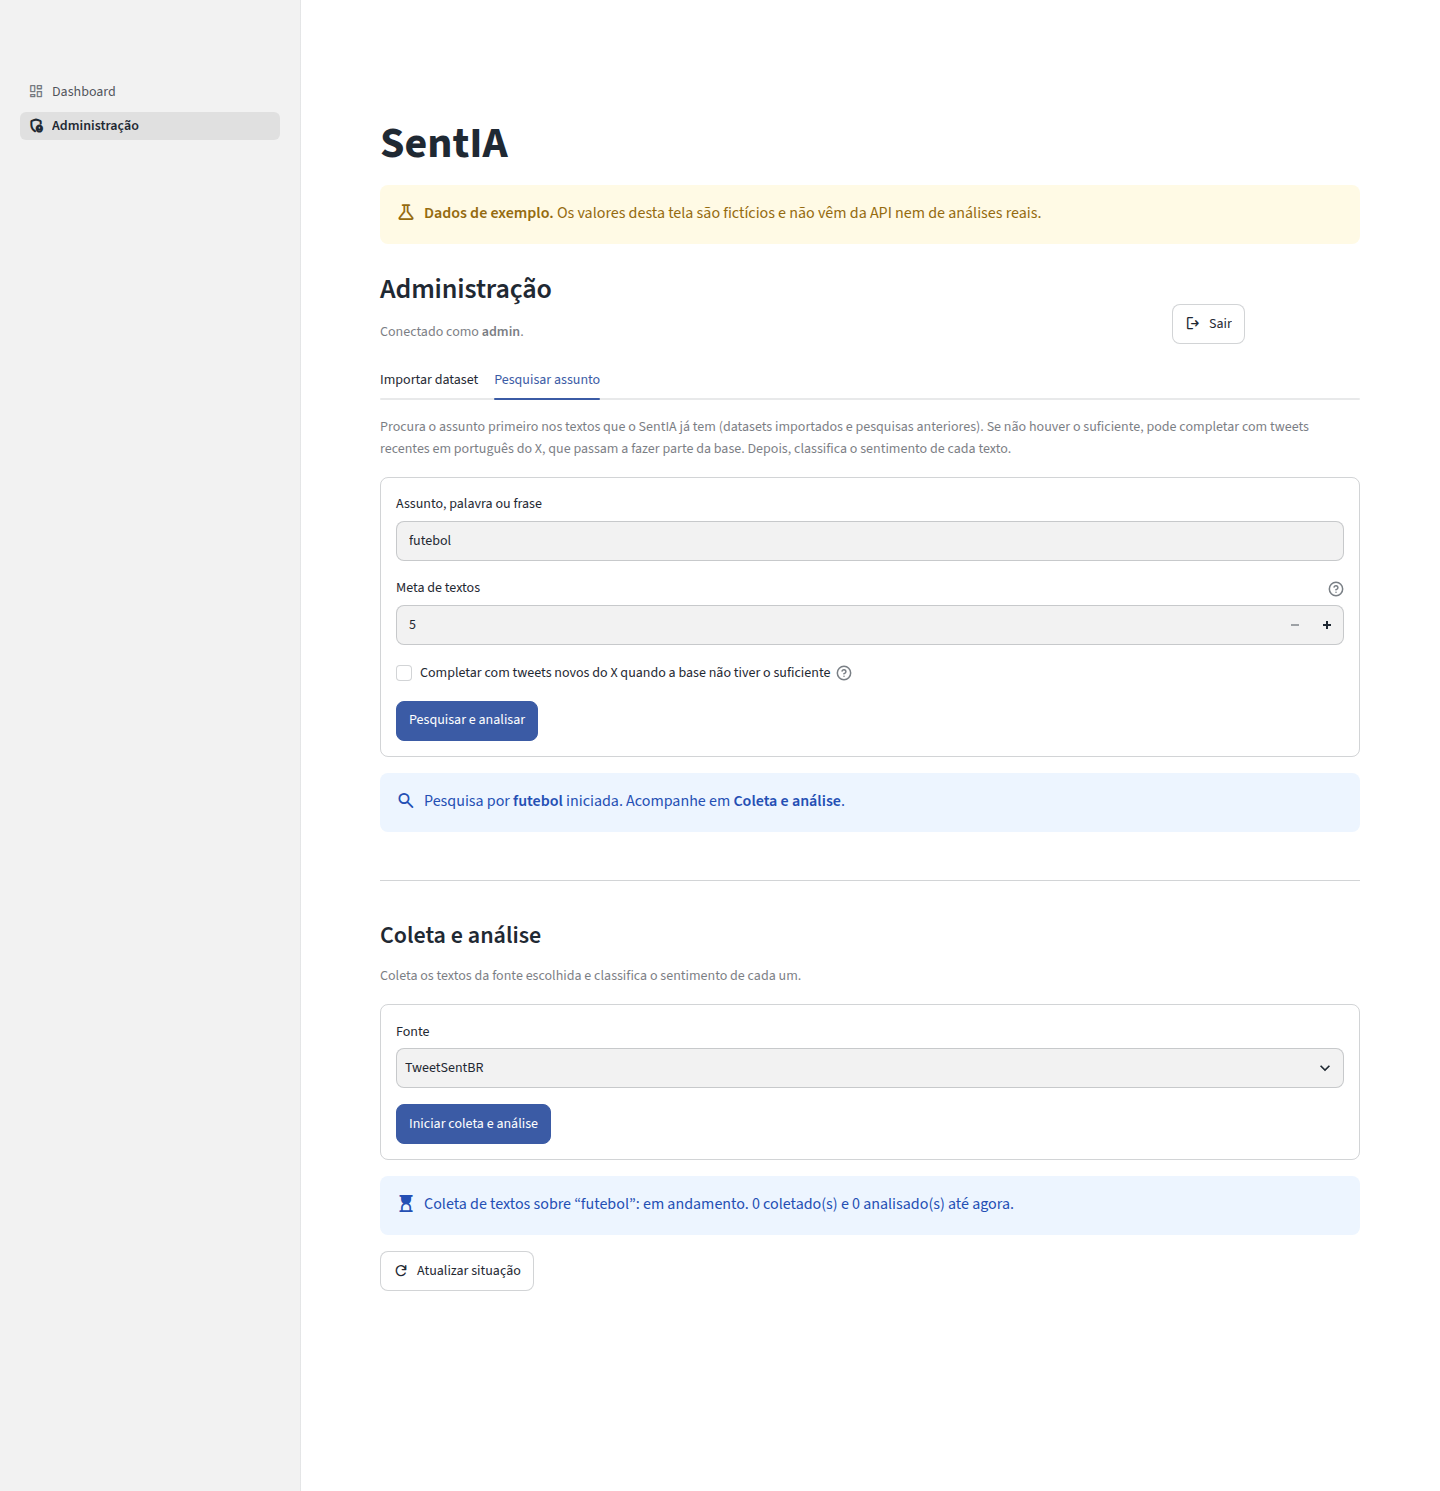 Dashboard
Administração
SentIA
Dados de exemplo. Os valores desta tela são fictícios e não vêm da API nem de análises reais.
Administração
Conectado como admin.
Sair
Importar dataset
Pesquisar assunto
Procura o assunto primeiro nos textos que o SentIA já tem (datasets importados e pesquisas anteriores). Se não houver o suficiente, pode completar com tweets
recentes em português do X, que passam a fazer parte da base. Depois, classifica o sentimento de cada texto.
Assunto, palavra ou frase
futebol
Meta de textos
5
Completar com tweets novos do X quando a base não tiver o suficiente
Pesquisar e analisar
Pesquisa por futebol iniciada. Acompanhe em Coleta e análise.
Coleta e análise
Coleta os textos da fonte escolhida e classifica o sentimento de cada um.
Fonte
TweetSentBR
Iniciar coleta e análise
Coleta de textos sobre “futebol”: em andamento. 0 coletado(s) e 0 analisado(s) até agora.
Atualizar situação